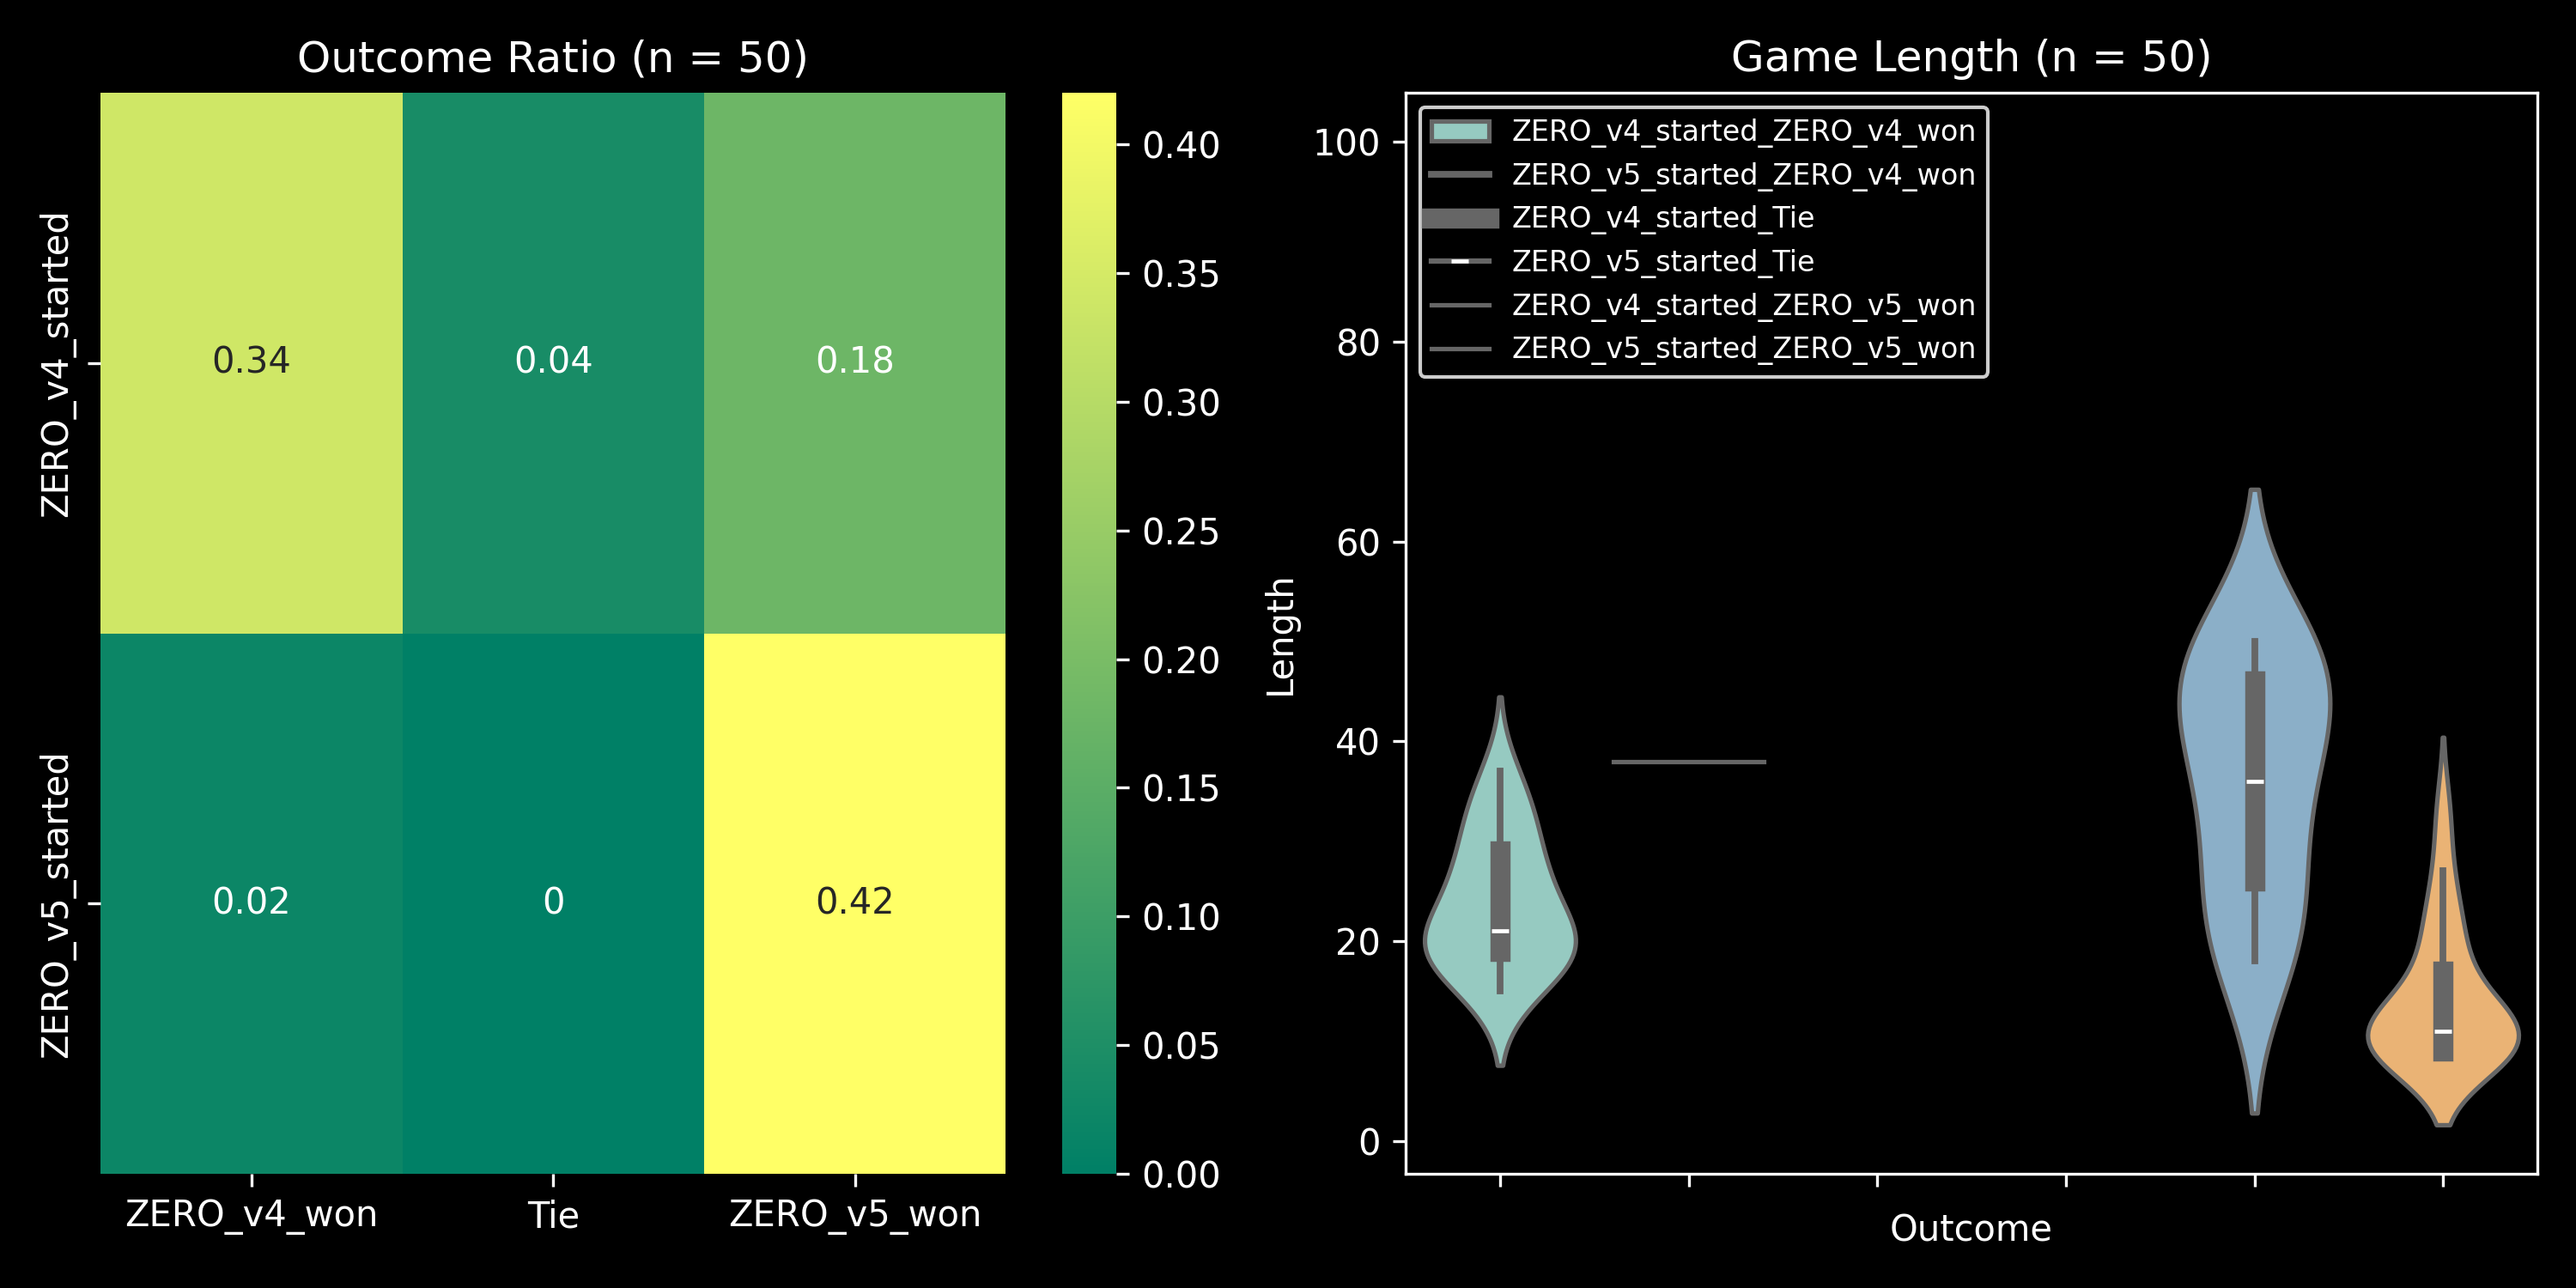 Outcome Ratio (n = 50)
ZERO_v4_started
ZERO_v5_started
0.34
0.04
0.18
0.02
0
0.42
ZERO_v4_won
Tie
ZERO_v5_won
0.40
0.35
0.30
0.25
0.20
0.15
0.10
0.05
0.00
Game Length (n = 50)
Length
100
80
60
40
20
0
ZERO_v4_started_ZERO_v4_won
ZERO_v5_started_ZERO_v4_won
ZERO_v4_started_Tie
ZERO_v5_started_Tie
ZERO_v4_started_ZERO_v5_won
ZERO_v5_started_ZERO_v5_won
Outcome